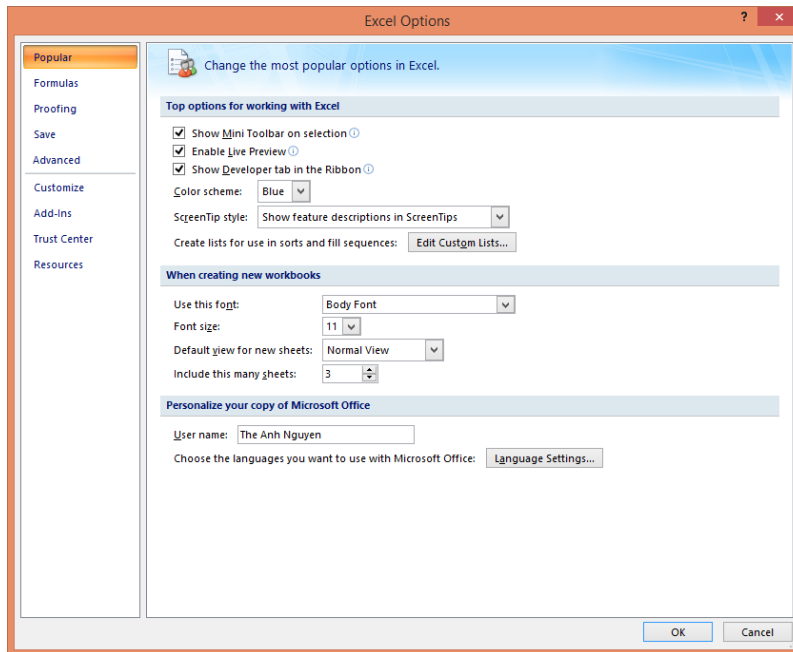 Excel Options
?
Popular
Formulas
Proofing
Save
Advanced
Customize
Add-Ins
Trust Center
Resources
Change the most popular options in Excel.
Top options for working with Excel
Show Mini Toolbar on selection
Enable Live Preview
Show Developer tab in the Ribbon
Color scheme: Blue
ScreenTip style: Show feature descriptions in ScreenTips
Create lists for use in sorts and fill sequences: Edit Custom Lists...
When creating new workbooks
Use this font: Body Font
Font size: 11
Default view for new sheets: Normal View
Include this many sheets: 3
Personalize your copy of Microsoft Office
User name: The Anh Nguyen
Choose the languages you want to use with Microsoft Office: Language Settings...
OK Cancel